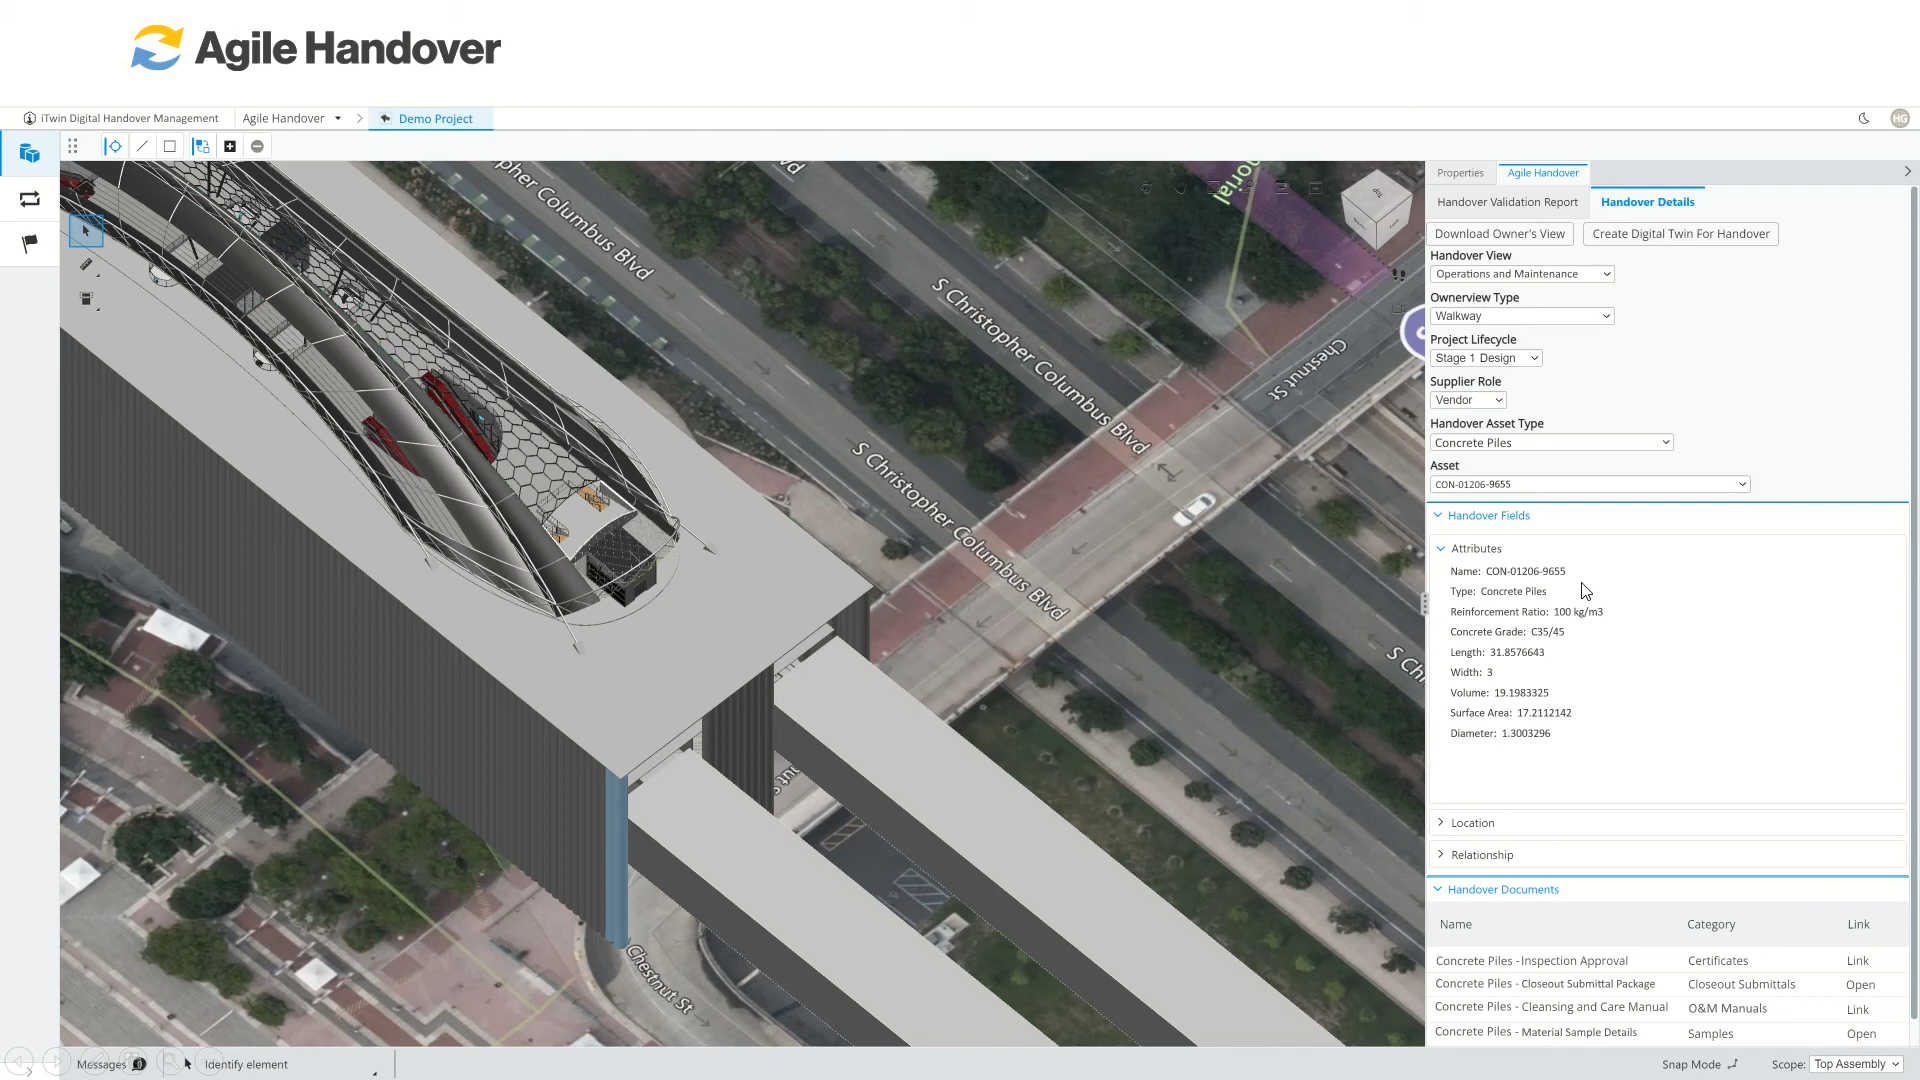 Agile Handover
iTwin Digital Handover Management
Agile Handover
Demo Project
HG
Properties
Agile Handover
Handover Validation Report
Handover Details
Download Owner's View
Create Digital Twin For Handover
Handover View
Operations and Maintenance
Ownerview Type
Walkway
Project Lifecycle
Stage 1 Design
Supplier Role
Vendor
Handover Asset Type
Concrete Piles
Asset
CON-01206-9655
Handover Fields
Attributes
Name: CON-01206-9655
Type: Concrete Piles
Reinforcement Ratio: 100 kg/m3
Concrete Grade: C35/45
Length: 31.8576643
Width: 3
Volume: 19.1983325
Surface Area: 17.2112142
Diameter: 1.3003296
Location
Relationship
Handover Documents
Name Category Link
Concrete Piles - Inspection Approval Certificates Link
Concrete Piles - Closeout Submittal Package Closeout Submittals Open
Concrete Piles - Cleansing and Care Manual O&M Manuals Link
Concrete Piles - Material Sample Details Samples Open
pher Columbus Blvd
S Christopher Columbus Blvd
S Christopher Columbus Blvd
Chestnut St
S Ch
Chestnut St
Top
Messages
Identify element
Snap Mode
Scope: Top Assembly